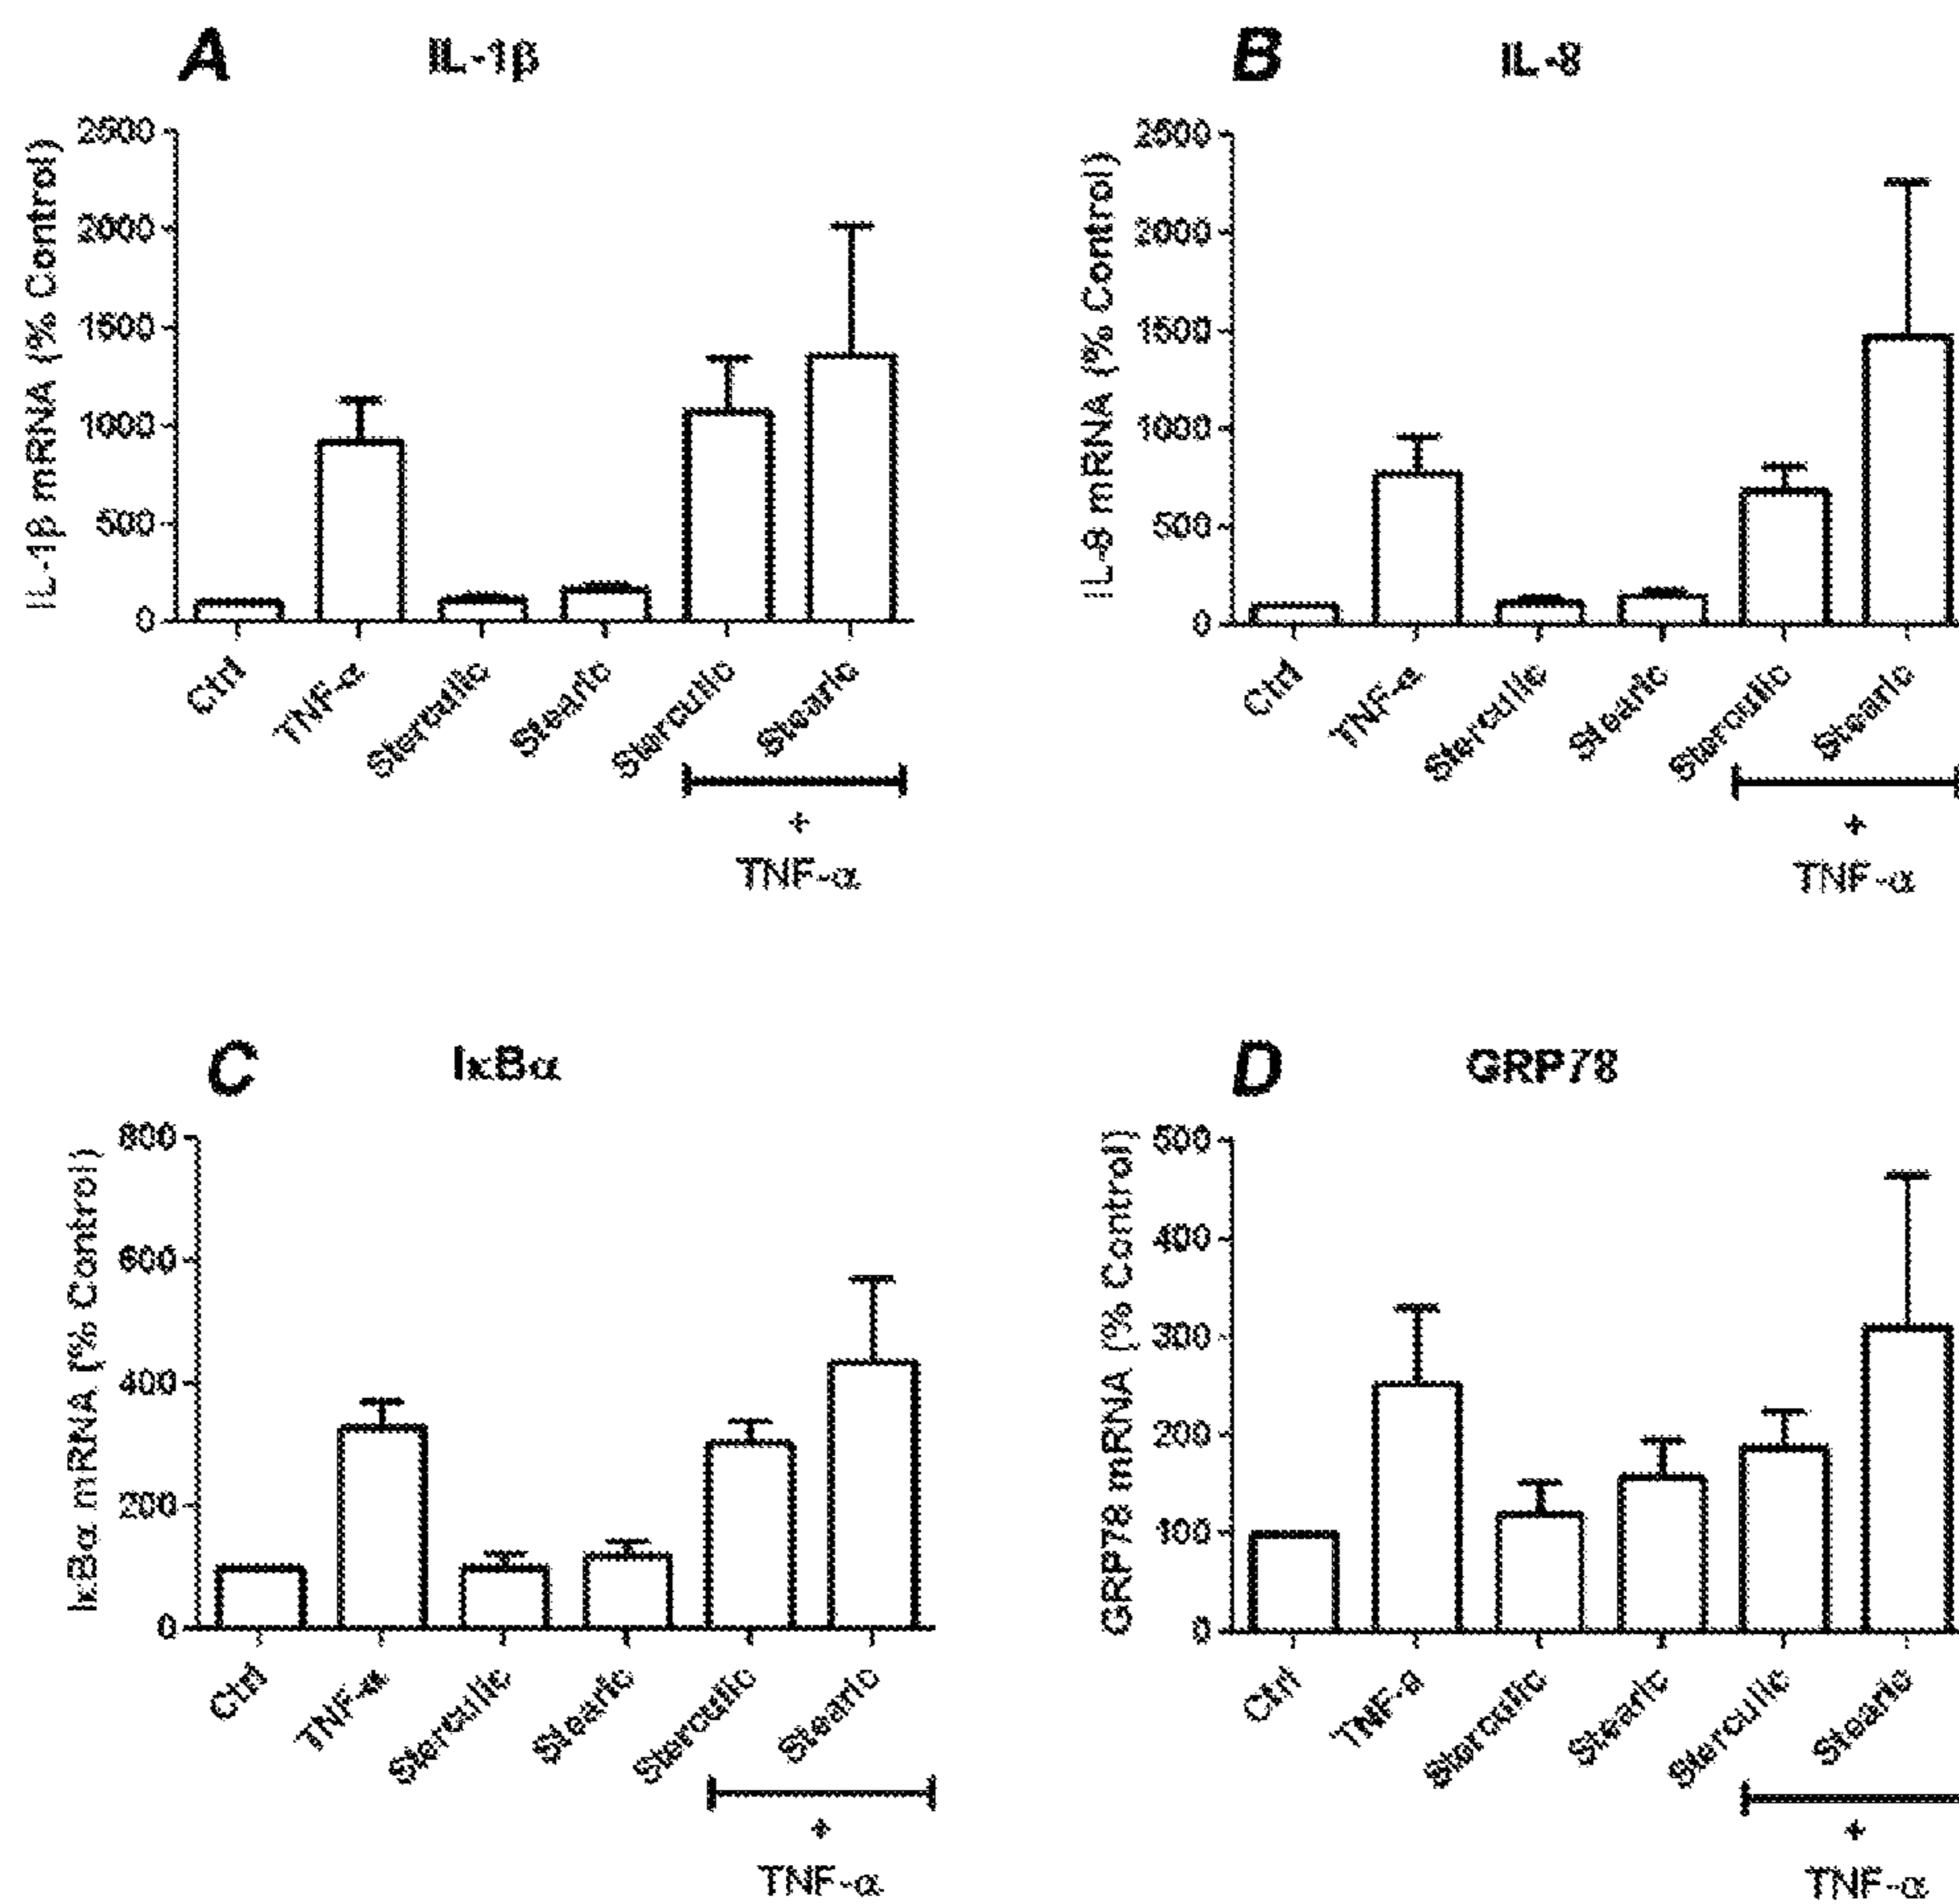 A IL-1β
IL-1β mRNA (% Control)
2500
2000
1500
1000
500
0
Ctrl
TNF-α
Sterculic
Stearic
Sterculic
Stearic
+
TNF-α
B IL-8
IL-8 mRNA (% Control)
2500
2000
1500
1000
500
0
Ctrl
TNF-α
Sterculic
Stearic
Sterculic
Stearic
+
TNF-α
C IκBα
IκBα mRNA (% Control)
800
600
400
200
0
Ctrl
TNF-α
Sterculic
Stearic
Sterculic
Stearic
+
TNF-α
D GRP78
GRP78 mRNA (% Control)
500
400
300
200
100
0
Ctrl
TNF-α
Sterculic
Stearic
Sterculic
Stearic
+
TNF-α